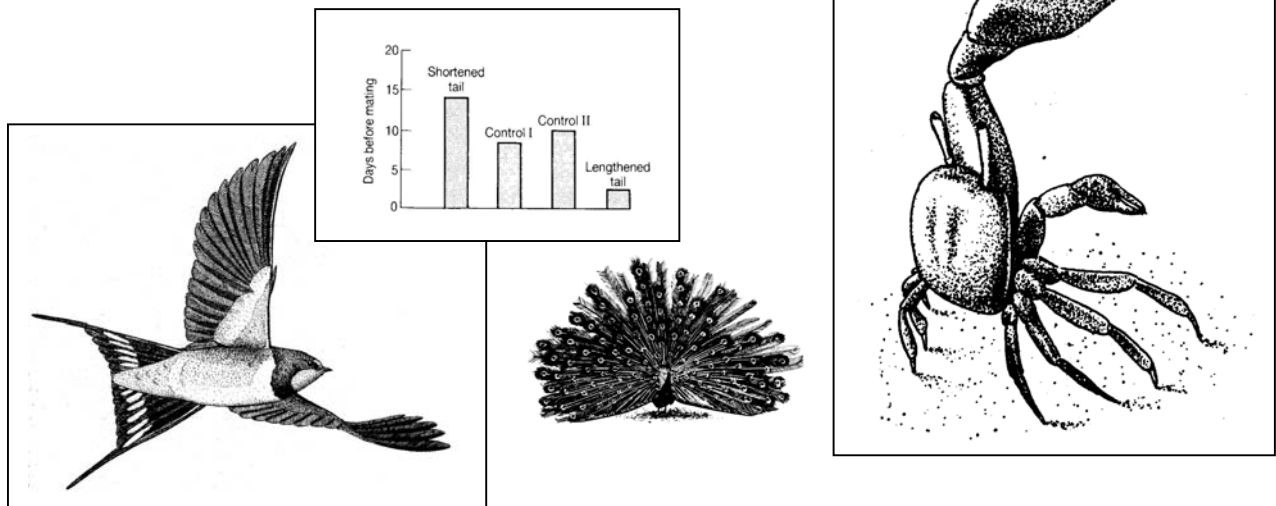 20
15
10
5
0
Days before mating
Shortened
tail
Control I
Control II
Lengthened
tail